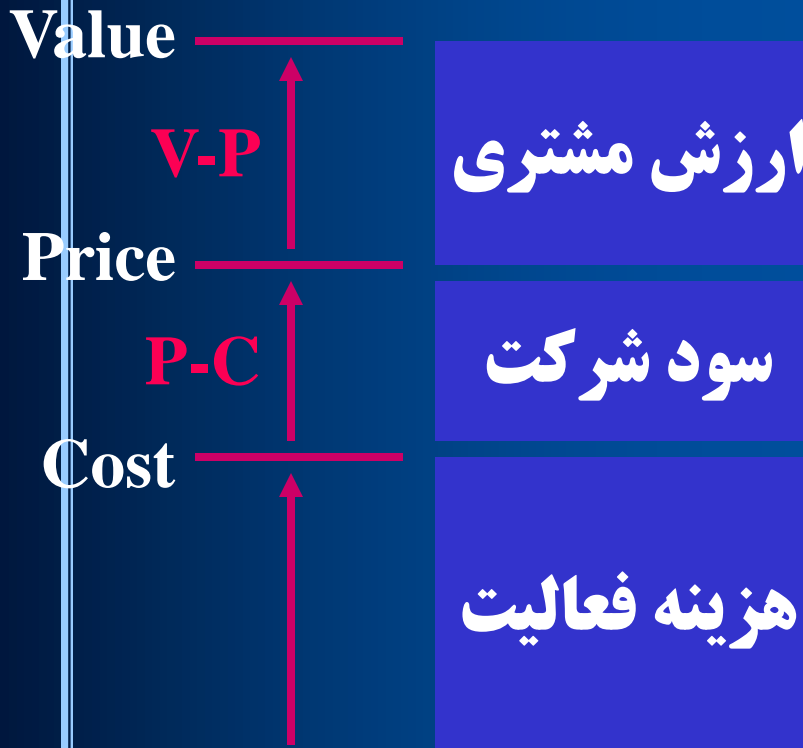 Value
V-P
ارزش مشتری
Price
P-C
سود شرکت
Cost
هزینه فعالیت